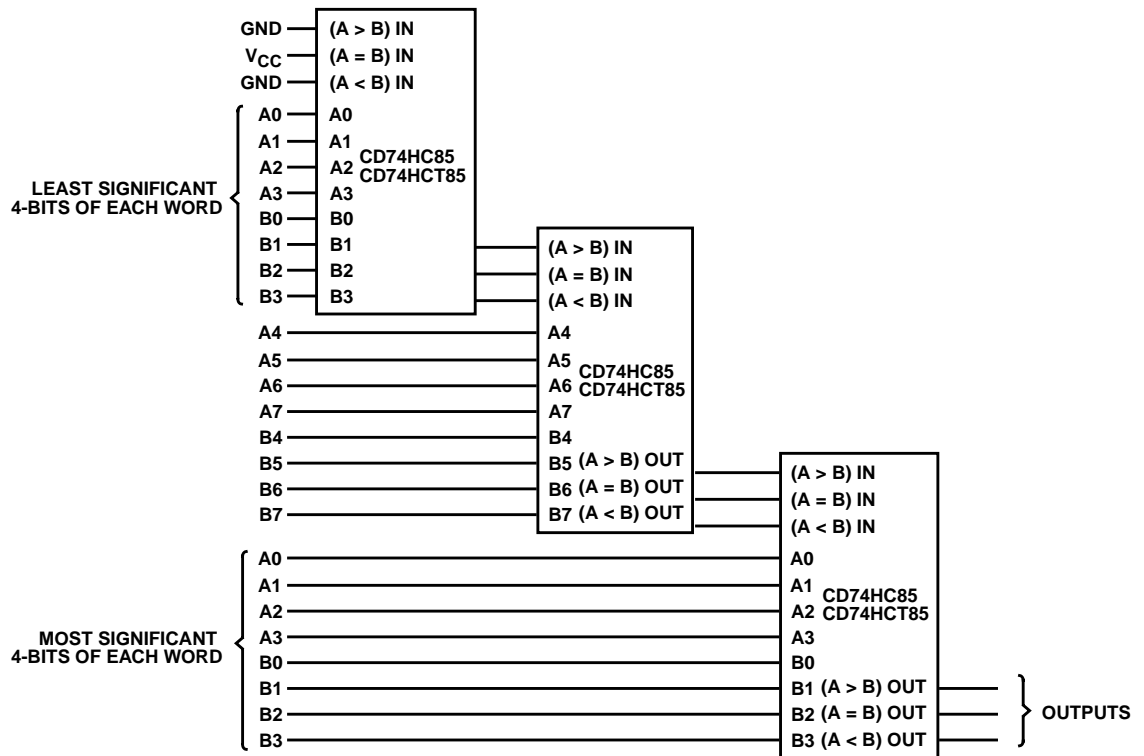 GND (A > B) IN
VCC (A = B) IN
GND (A < B) IN
A0 A0
A1 A1
CD74HC85
A2 A2 CD74HCT85
A3 A3
LEAST SIGNIFICANT
4-BITS OF EACH WORD
B0 B0
B1 B1 (A > B) IN
B2 B2 (A = B) IN
B3 B3 (A < B) IN
A4 A4
A5 A5
CD74HC85
A6 A6 CD74HCT85
A7 A7
B4 B4
B5 B5 (A > B) OUT (A > B) IN
B6 B6 (A = B) OUT (A = B) IN
B7 B7 (A < B) OUT (A < B) IN
A0 A0
A1 A1
CD74HC85
A2 A2 CD74HCT85
A3 A3
MOST SIGNIFICANT
4-BITS OF EACH WORD
B0 B0
B1 B1 (A > B) OUT
B2 B2 (A = B) OUT OUTPUTS
B3 B3 (A < B) OUT